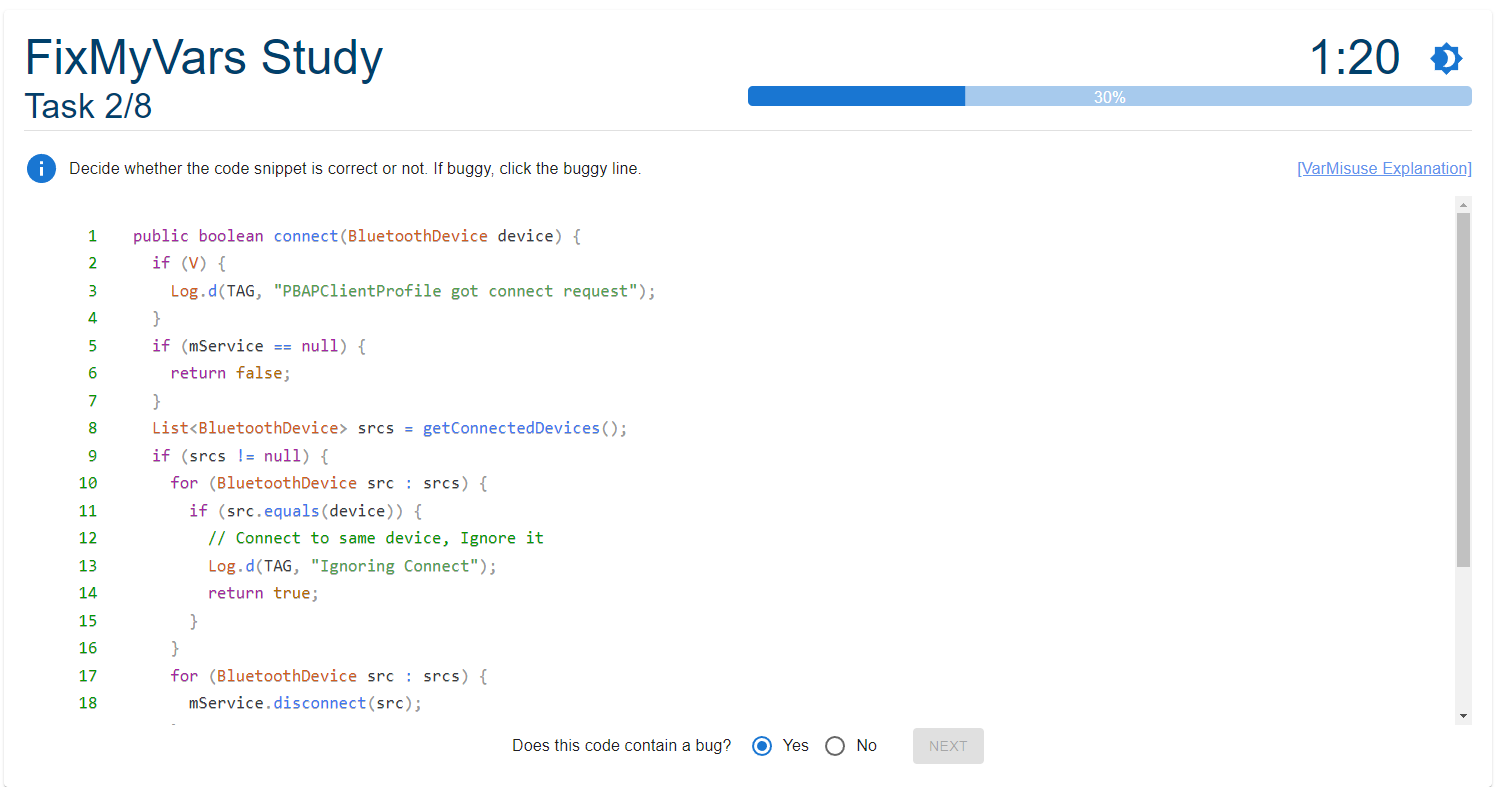 FixMyVars Study
1:20
Task 2/8
30%
Decide whether the code snippet is correct or not. If buggy, click the buggy line.
[VarMisuse Explanation]
1 public boolean connect(BluetoothDevice device) {
2 if (V) {
3 Log.d(TAG, "PBAPClientProfile got connect request");
4 }
5 if (mService == null) {
6 return false;
7 }
8 List<BluetoothDevice> srcs = getConnectedDevices();
9 if (srcs != null) {
10 for (BluetoothDevice src : srcs) {
11 if (src.equals(device)) {
12 // Connect to same device, Ignore it
13 Log.d(TAG, "Ignoring Connect");
14 return true;
15 }
16 }
17 for (BluetoothDevice src : srcs) {
18 mService.disconnect(src);
Does this code contain a bug? Yes No NEXT